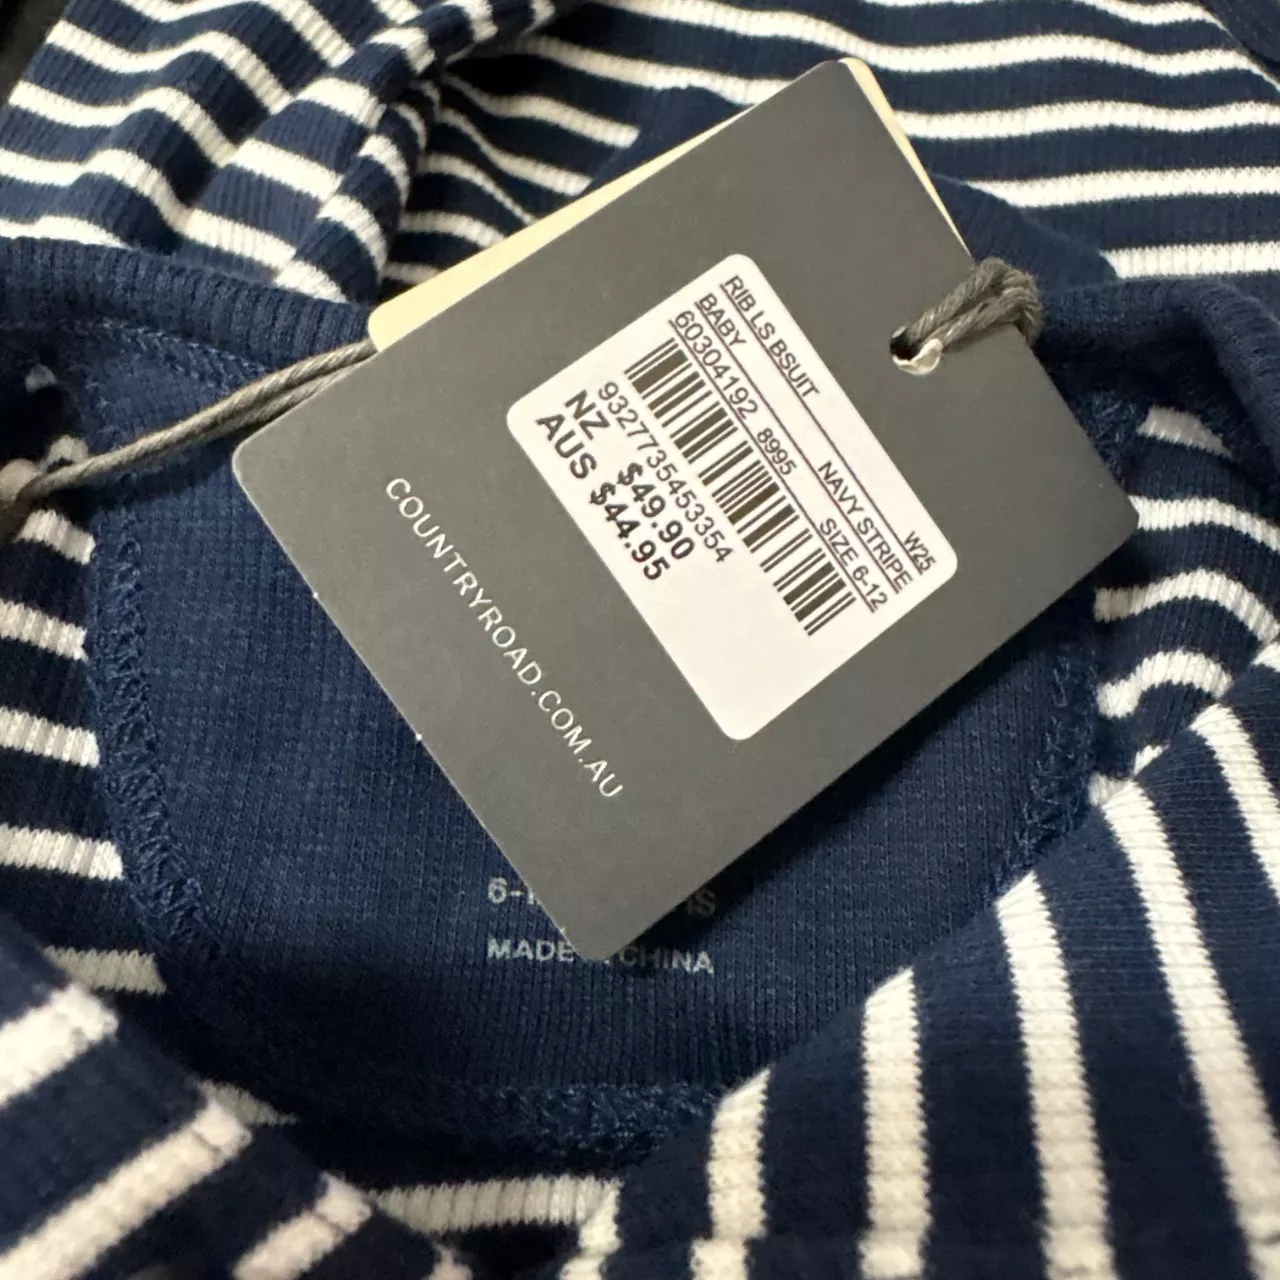 RIB LS BSUIT W25
BABY NAVY STRIPE
60304192 8995 SIZE 6-12
9327735453354
NZ $49.90
AUS $44.95
COUNTRYROAD.COM.AU
MADE CHINA